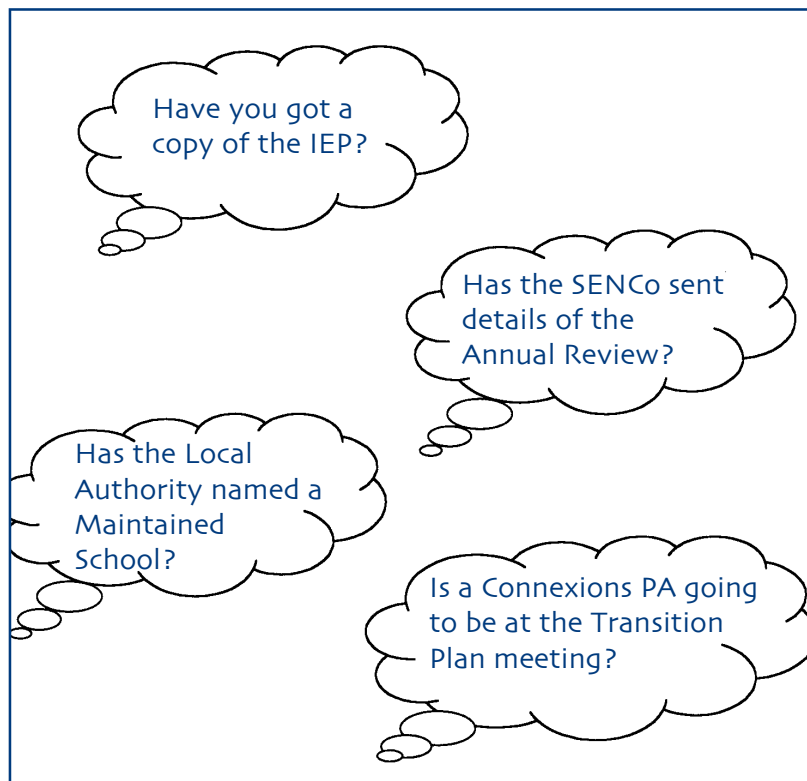 Have you got a
copy of the IEP?
Has the SENCo sent
details of the
Annual Review?
Has the Local
Authority named a
Maintained
School?
Is a Connexions PA going
to be at the Transition
Plan meeting?